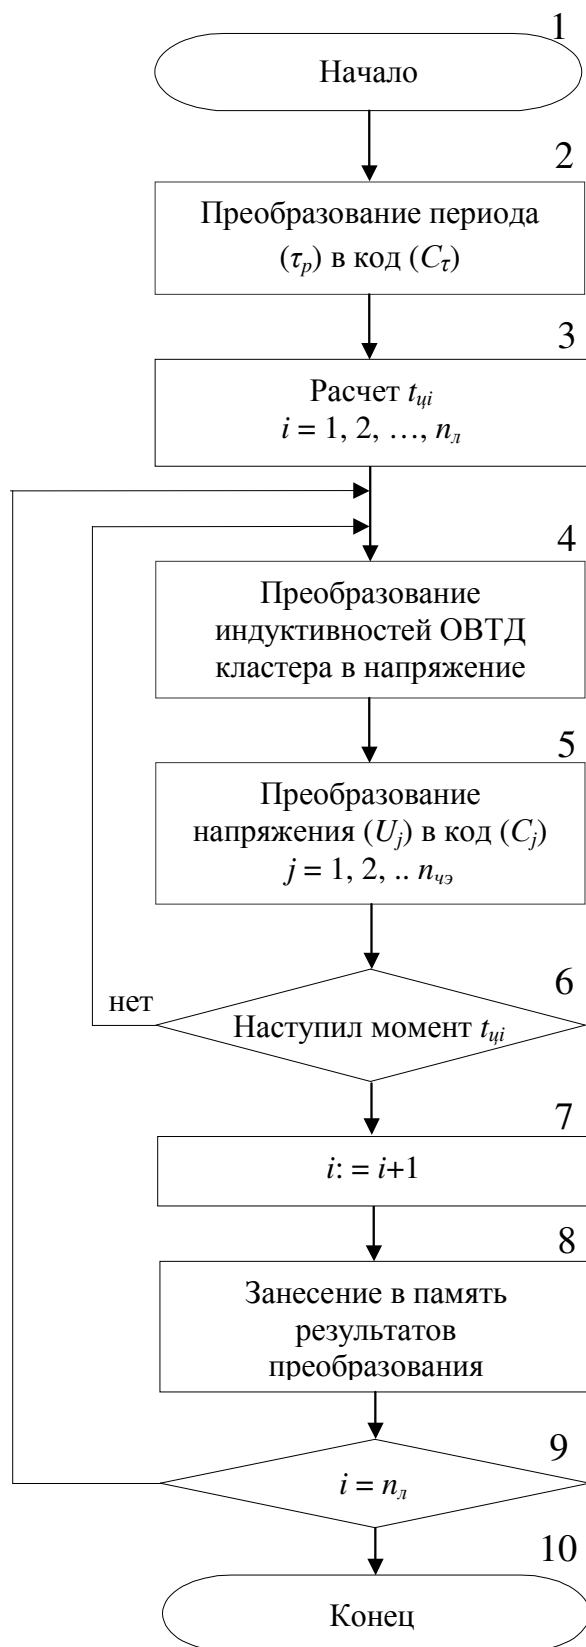 1
Начало
2
Преобразование периода
(τр) в код (Cτ)
3
Расчет tцi
i = 1, 2, …, nл
4
Преобразование
индуктивностей ОВТД
кластера в напряжение
5
Преобразование
напряжения (Uj) в код (Cj)
j = 1, 2, .. nчэ
6
нет
Наступил момент tцi
7
i: = i+1
8
Занесение в память
результатов
преобразования
9
i = nл
10
Конец